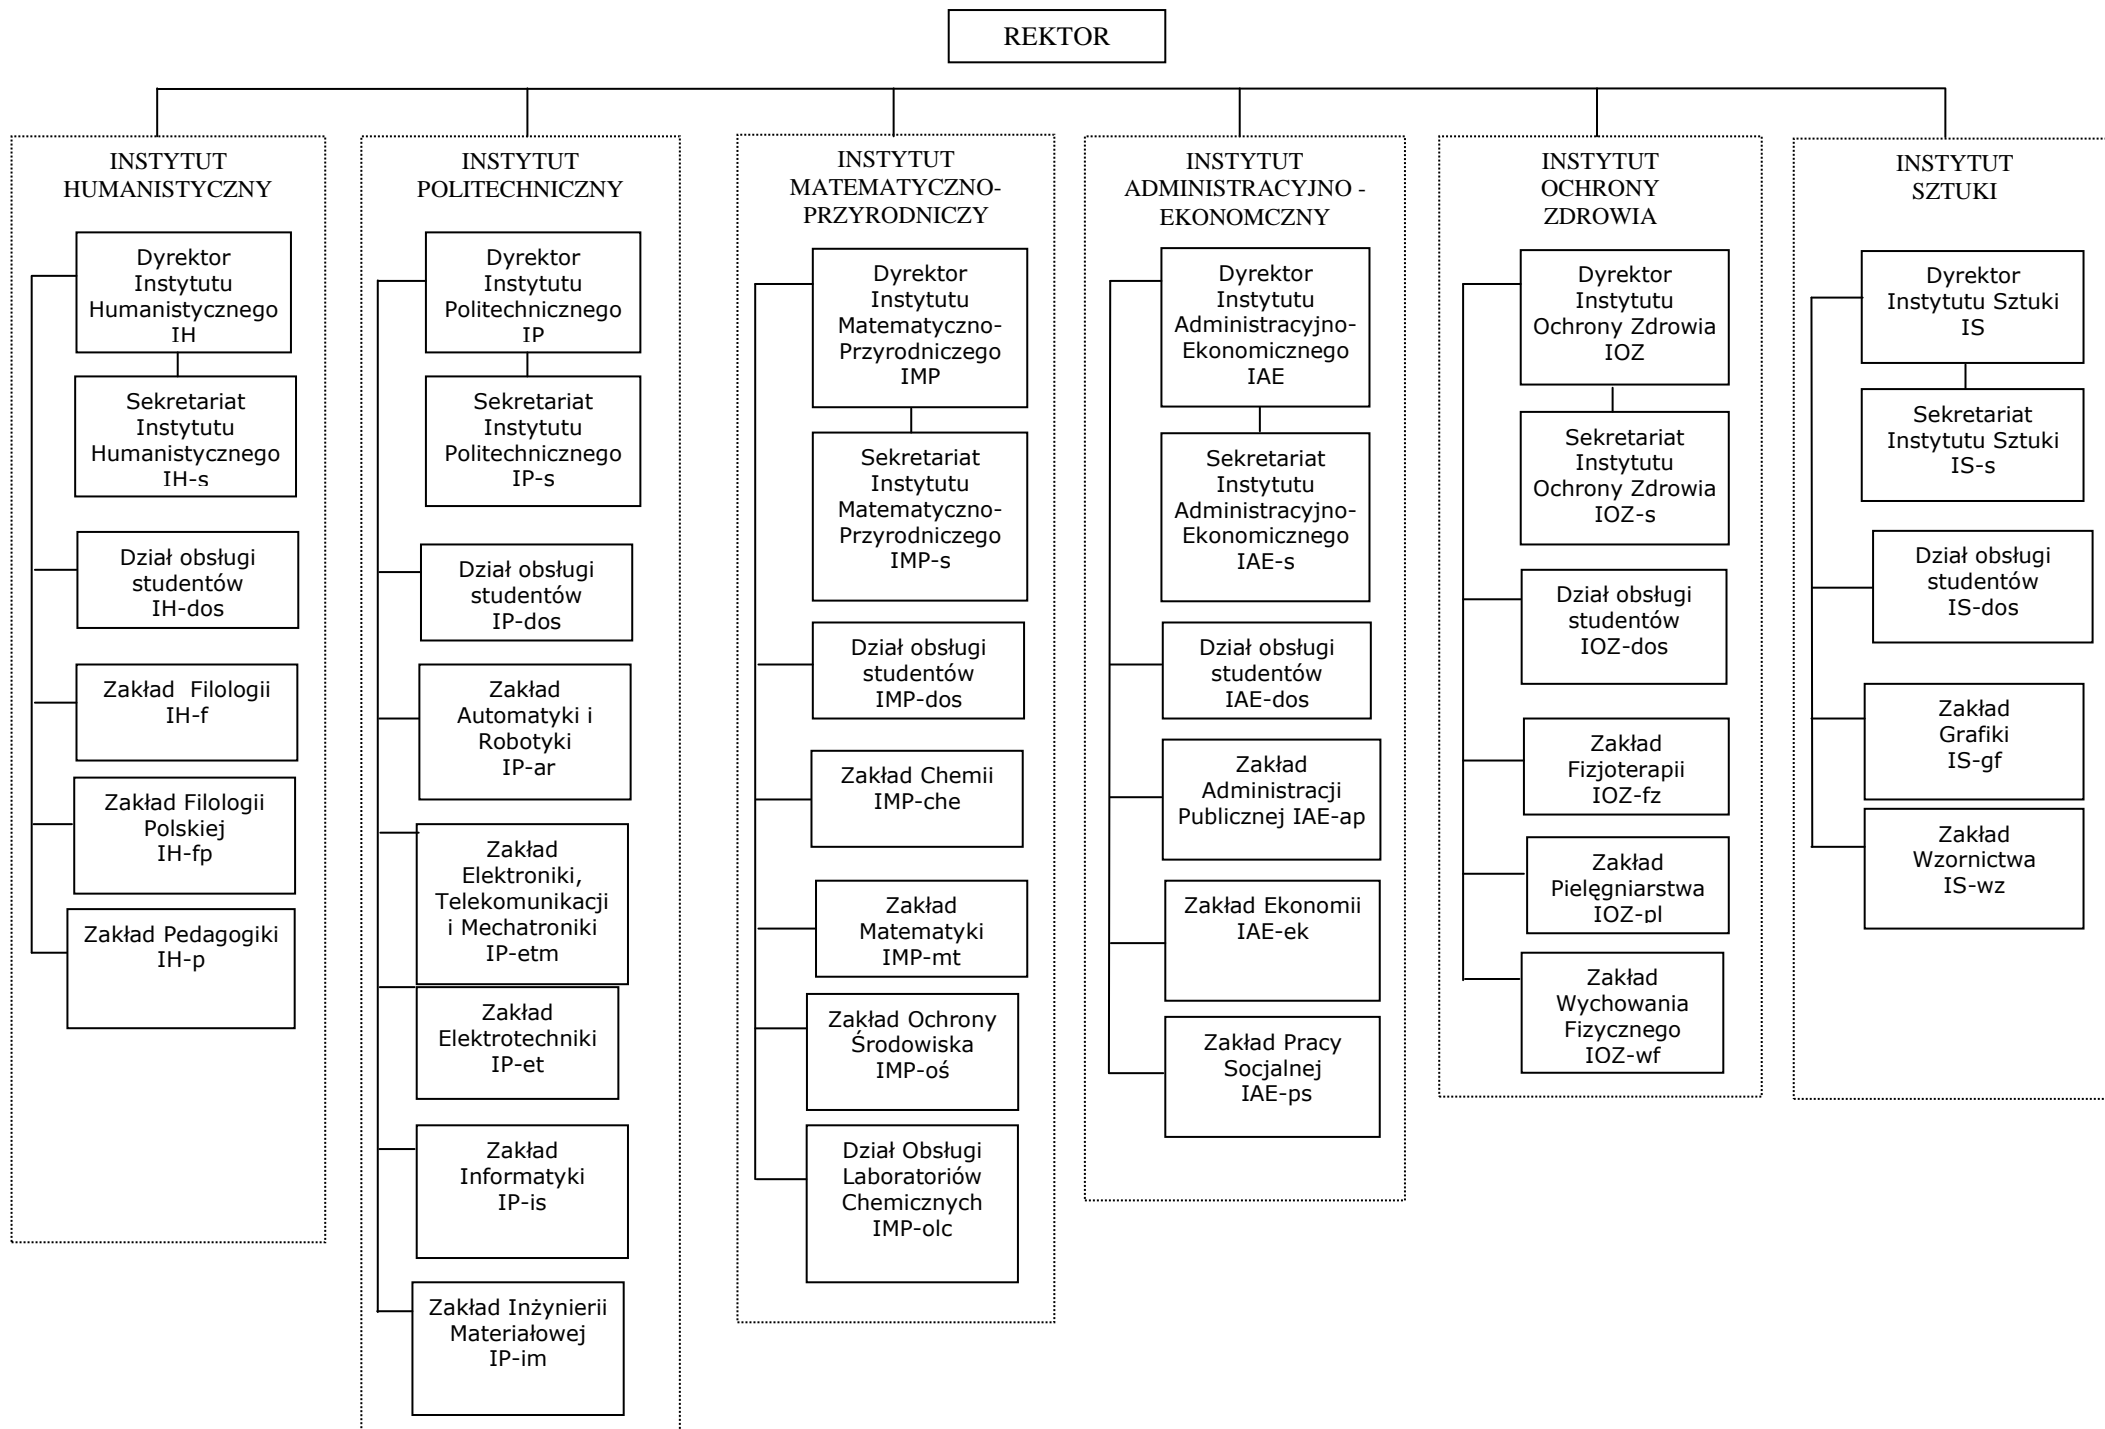 REKTOR
INSTYTUT
HUMANISTYCZNY
Dyrektor
Instytutu
Humanistycznego
IH
Sekretariat
Instytutu
Humanistycznego
IH-s
Dział obsługi
studentów
IH-dos
Zakład Filologii
IH-f
Zakład Filologii
Polskiej
IH-fp
Zakład Pedagogiki
IH-p
INSTYTUT
POLITECHNICZNY
Dyrektor
Instytutu
Politechnicznego
IP
Sekretariat
Instytutu
Politechnicznego
IP-s
Dział obsługi
studentów
IP-dos
Zakład
Automatyki i
Robotyki
IP-ar
Zakład
Elektroniki,
Telekomunikacji
i Mechatroniki
IP-etm
Zakład
Elektrotechniki
IP-et
Zakład
Informatyki
IP-is
Zakład Inżynierii
Materiałowej
IP-im
INSTYTUT
MATEMATYCZNO-
PRZYRODNICZY
Dyrektor
Instytutu
Matematyczno-
Przyrodniczego
IMP
Sekretariat
Instytutu
Matematyczno-
Przyrodniczego
IMP-s
Dział obsługi
studentów
IMP-dos
Zakład Chemii
IMP-che
Zakład
Matematyki
IMP-mt
Zakład Ochrony
Środowiska
IMP-oś
Dział Obsługi
Laboratoriów
Chemicznych
IMP-olc
INSTYTUT
ADMINISTRACYJNO -
EKONOMCZNY
Dyrektor
Instytutu
Administracyjno-
Ekonomicznego
IAE
Sekretariat
Instytutu
Administracyjno-
Ekonomicznego
IAE-s
Dział obsługi
studentów
IAE-dos
Zakład
Administracji
Publicznej IAE-ap
Zakład Ekonomii
IAE-ek
Zakład Pracy
Socjalnej
IAE-ps
INSTYTUT
OCHRONY
ZDROWIA
Dyrektor
Instytutu
Ochrony Zdrowia
IOZ
Sekretariat
Instytutu
Ochrony Zdrowia
IOZ-s
Dział obsługi
studentów
IOZ-dos
Zakład
Fizjoterapii
IOZ-fz
Zakład
Pielęgniarstwa
IOZ-pl
Zakład
Wychowania
Fizycznego
IOZ-wf
INSTYTUT
SZTUKI
Dyrektor
Instytutu Sztuki
IS
Sekretariat
Instytutu Sztuki
IS-s
Dział obsługi
studentów
IS-dos
Zakład
Grafiki
IS-gf
Zakład
Wzornictwa
IS-wz